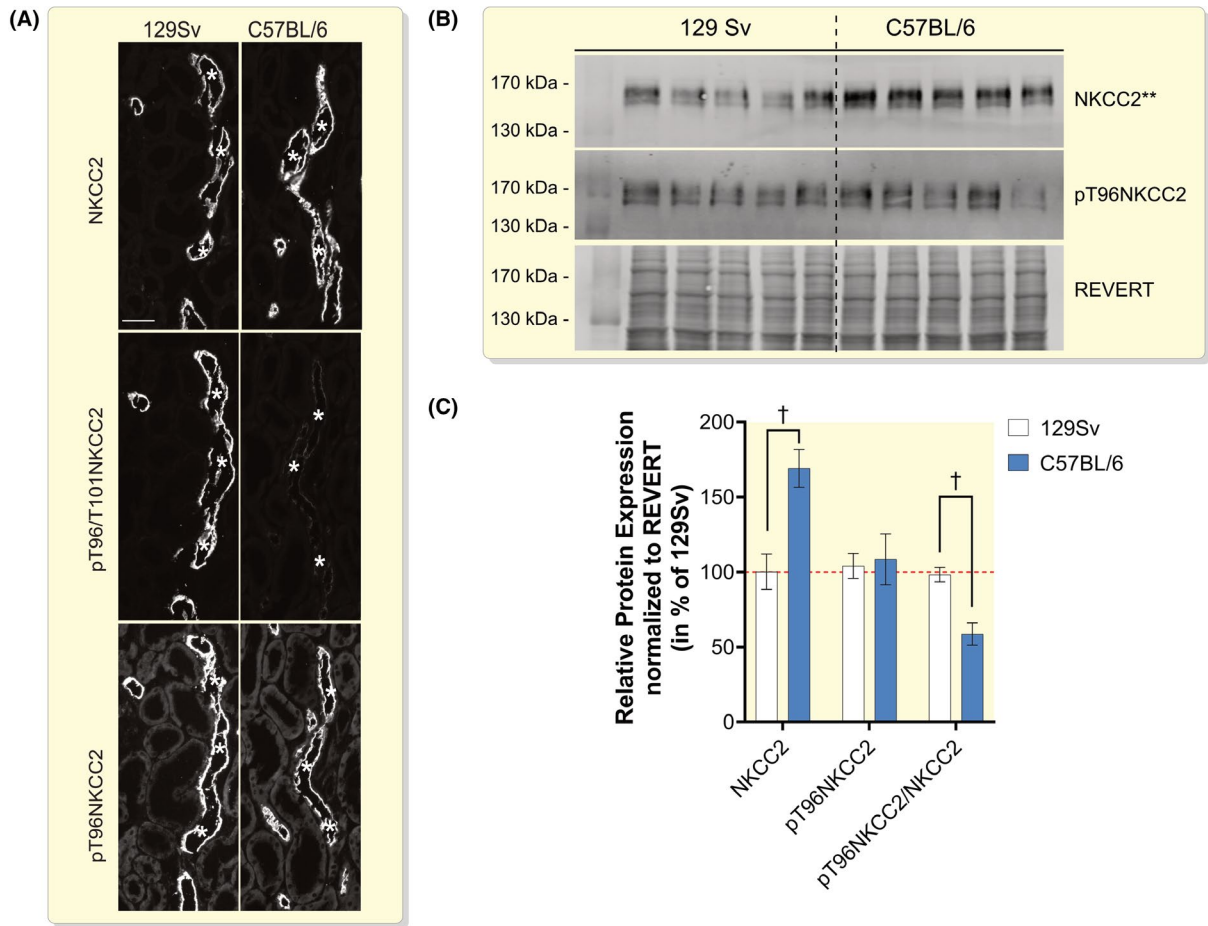 (A)
129Sv
C57BL/6
NKCC2
pT96/T101NKCC2
pT96NKCC2
(B)
129 Sv
C57BL/6
170 kDa -
130 kDa -
NKCC2**
170 kDa -
130 kDa -
pT96NKCC2
170 kDa -
130 kDa -
REVERT
(C)
Relative Protein Expression
normalized to REVERT
(in % of 129Sv)
200
150
100
50
0
†
†
129Sv
C57BL/6
NKCC2
pT96NKCC2
pT96NKCC2/NKCC2